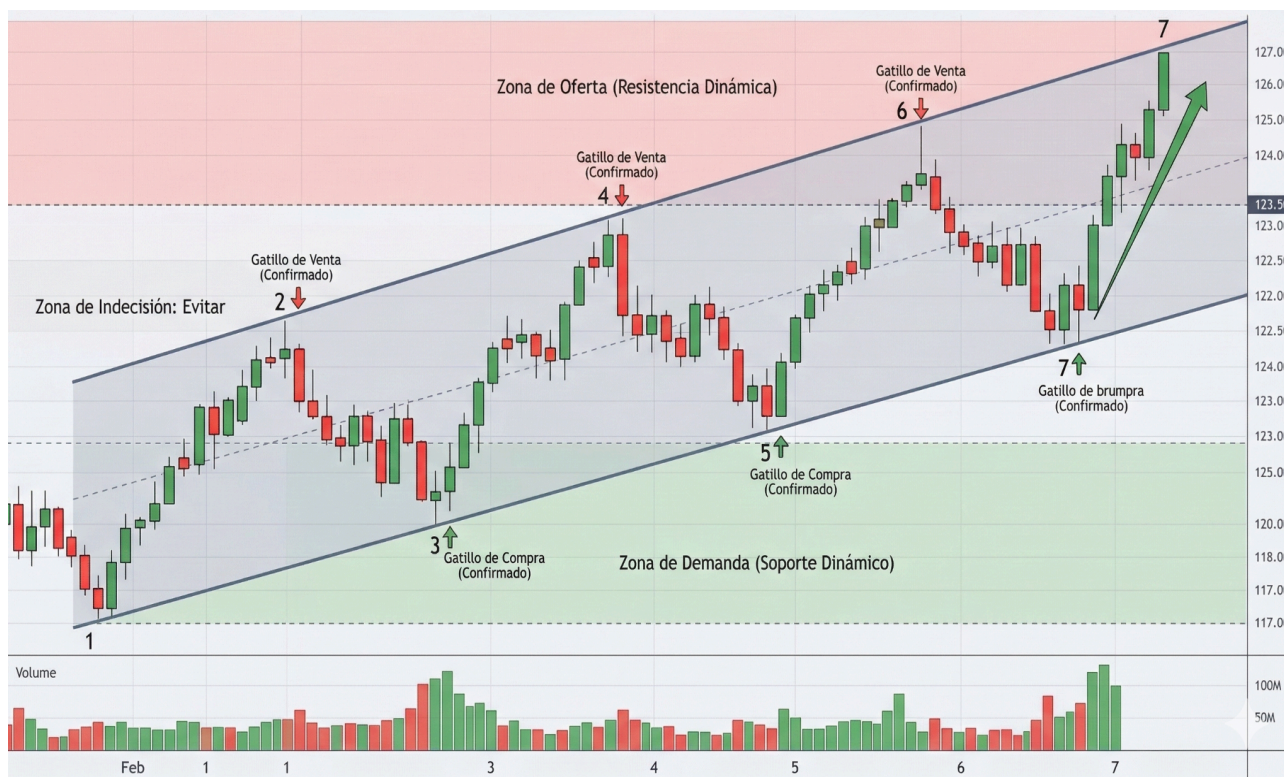 7
Gatillo de Venta
(Confirmado)
6
Zona de Oferta (Resistencia Dinámica)
Gatillo de Venta
(Confirmado)
4
Gatillo de Venta
(Confirmado)
2
Zona de Indecisión: Evitar
7
Gatillo de brumpra
(Confirmado)
5
Gatillo de Compra
(Confirmado)
3
Gatillo de Compra
(Confirmado)
Zona de Demanda (Soporte Dinámico)
1
127.0
126.0
125.0
124.0
123.5
123.0
122.5
122.0
122.5
124.0
123.0
123.0
125.0
120.0
118.0
117.0
117.0
Volume
100M
50M
Feb 1 1 3 4 5 6 7